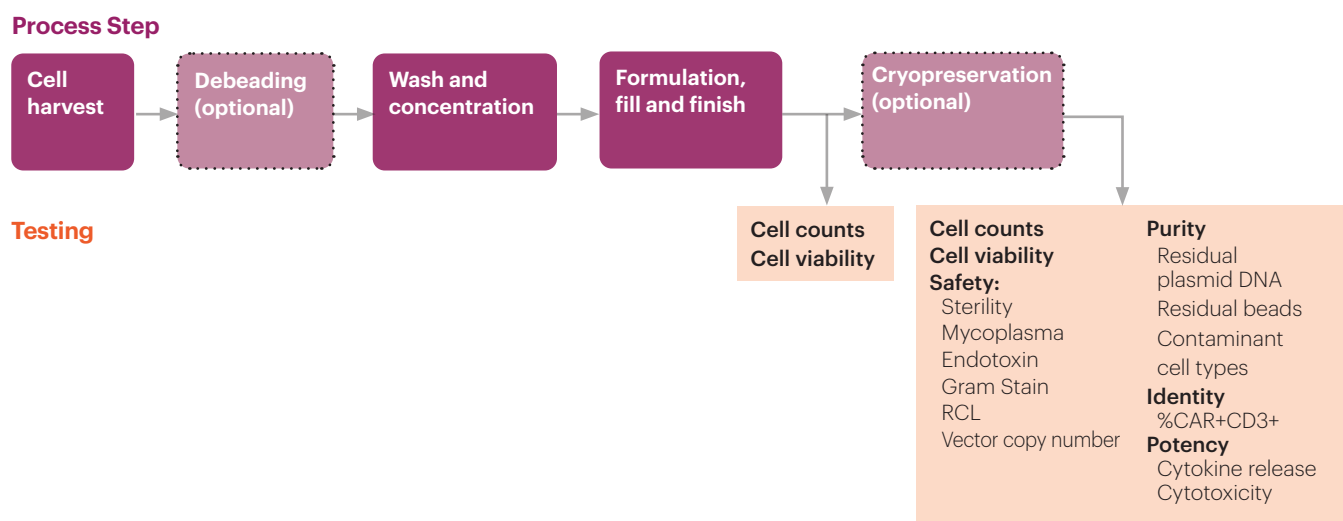 Process Step
Cell
harvest
Debeading
(optional)
Wash and
concentration
Formulation,
fill and finish
Cryopreservation
(optional)
Testing
Cell counts
Cell viability
Cell counts
Cell viability
Safety:
Sterility
Mycoplasma
Endotoxin
Gram Stain
RCL
Vector copy number
Purity
Residual
plasmid DNA
Residual beads
Contaminant
cell types
Identity
%CAR+CD3+
Potency
Cytokine release
Cytotoxicity